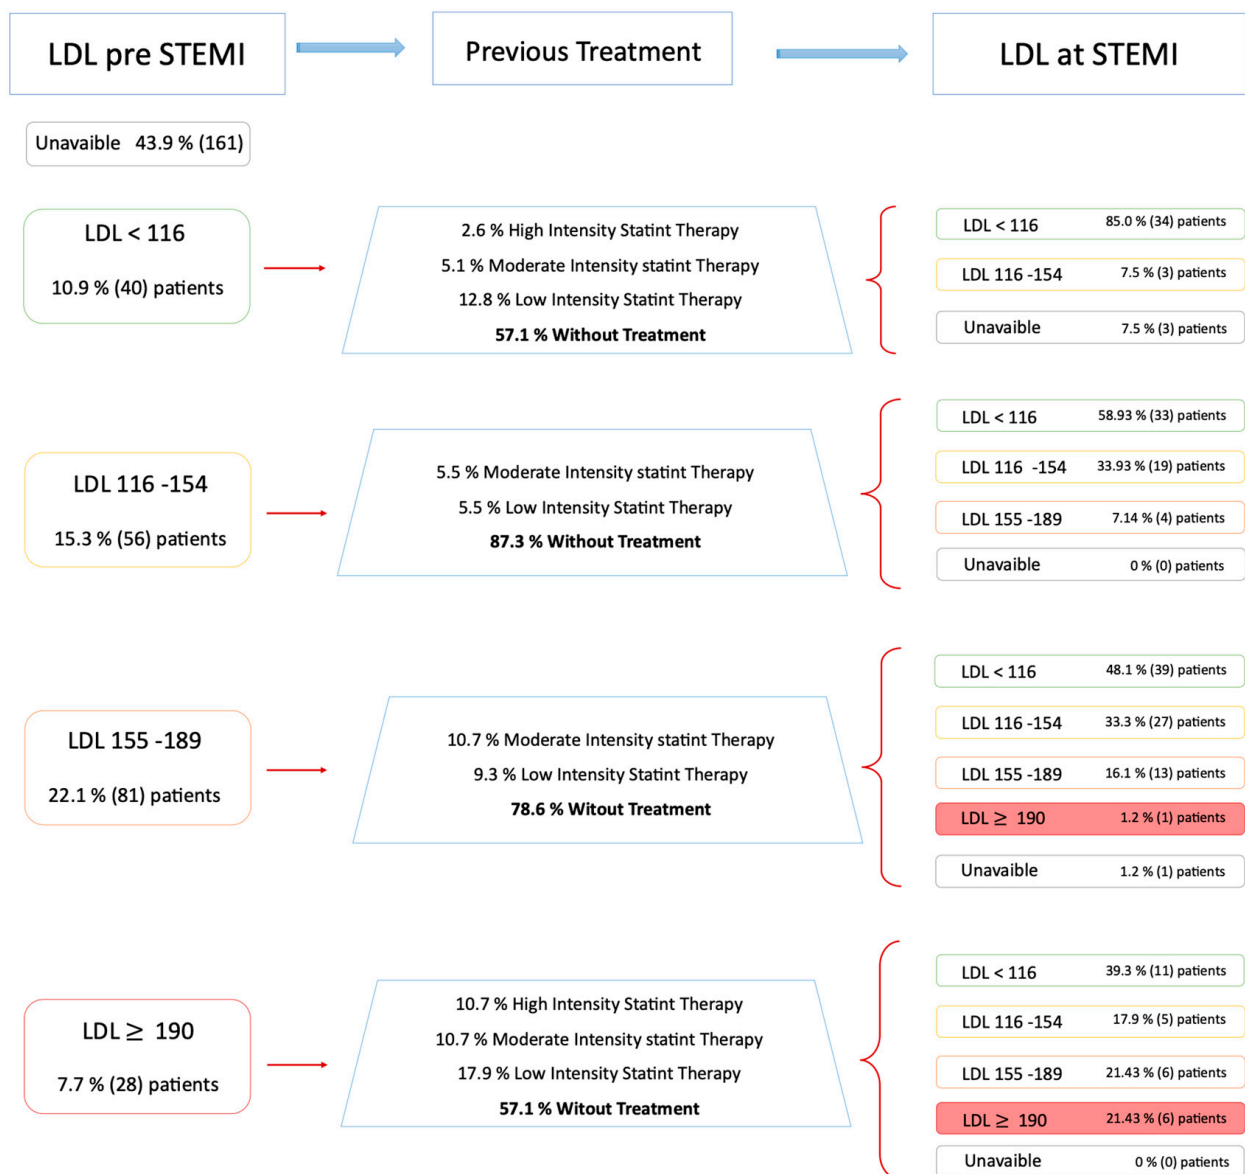 LDL pre STEMI
Previous Treatment
LDL at STEMI
Unavaible 43.9 % (161)
LDL < 116
10.9 % (40) patients
2.6 % High Intensity Statint Therapy
5.1 % Moderate Intensity statint Therapy
12.8 % Low Intensity Statint Therapy
57.1 % Without Treatment
LDL < 116 85.0 % (34) patients
LDL 116 -154 7.5 % (3) patients
Unavaible 7.5 % (3) patients
LDL 116 -154
15.3 % (56) patients
5.5 % Moderate Intensity statint Therapy
5.5 % Low Intensity Statint Therapy
87.3 % Without Treatment
LDL < 116 58.93 % (33) patients
LDL 116 -154 33.93 % (19) patients
LDL 155 -189 7.14 % (4) patients
Unavaible 0 % (0) patients
LDL 155 -189
22.1 % (81) patients
10.7 % Moderate Intensity statint Therapy
9.3 % Low Intensity Statint Therapy
78.6 % Witout Treatment
LDL < 116 48.1 % (39) patients
LDL 116 -154 33.3 % (27) patients
LDL 155 -189 16.1 % (13) patients
LDL ≥ 190 1.2 % (1) patients
Unavaible 1.2 % (1) patients
LDL ≥ 190
7.7 % (28) patients
10.7 % High Intensity Statint Therapy
10.7 % Moderate Intensity statint Therapy
17.9 % Low Intensity Statint Therapy
57.1 % Witout Treatment
LDL < 116 39.3 % (11) patients
LDL 116 -154 17.9 % (5) patients
LDL 155 -189 21.43 % (6) patients
LDL ≥ 190 21.43 % (6) patients
Unavaible 0 % (0) patients